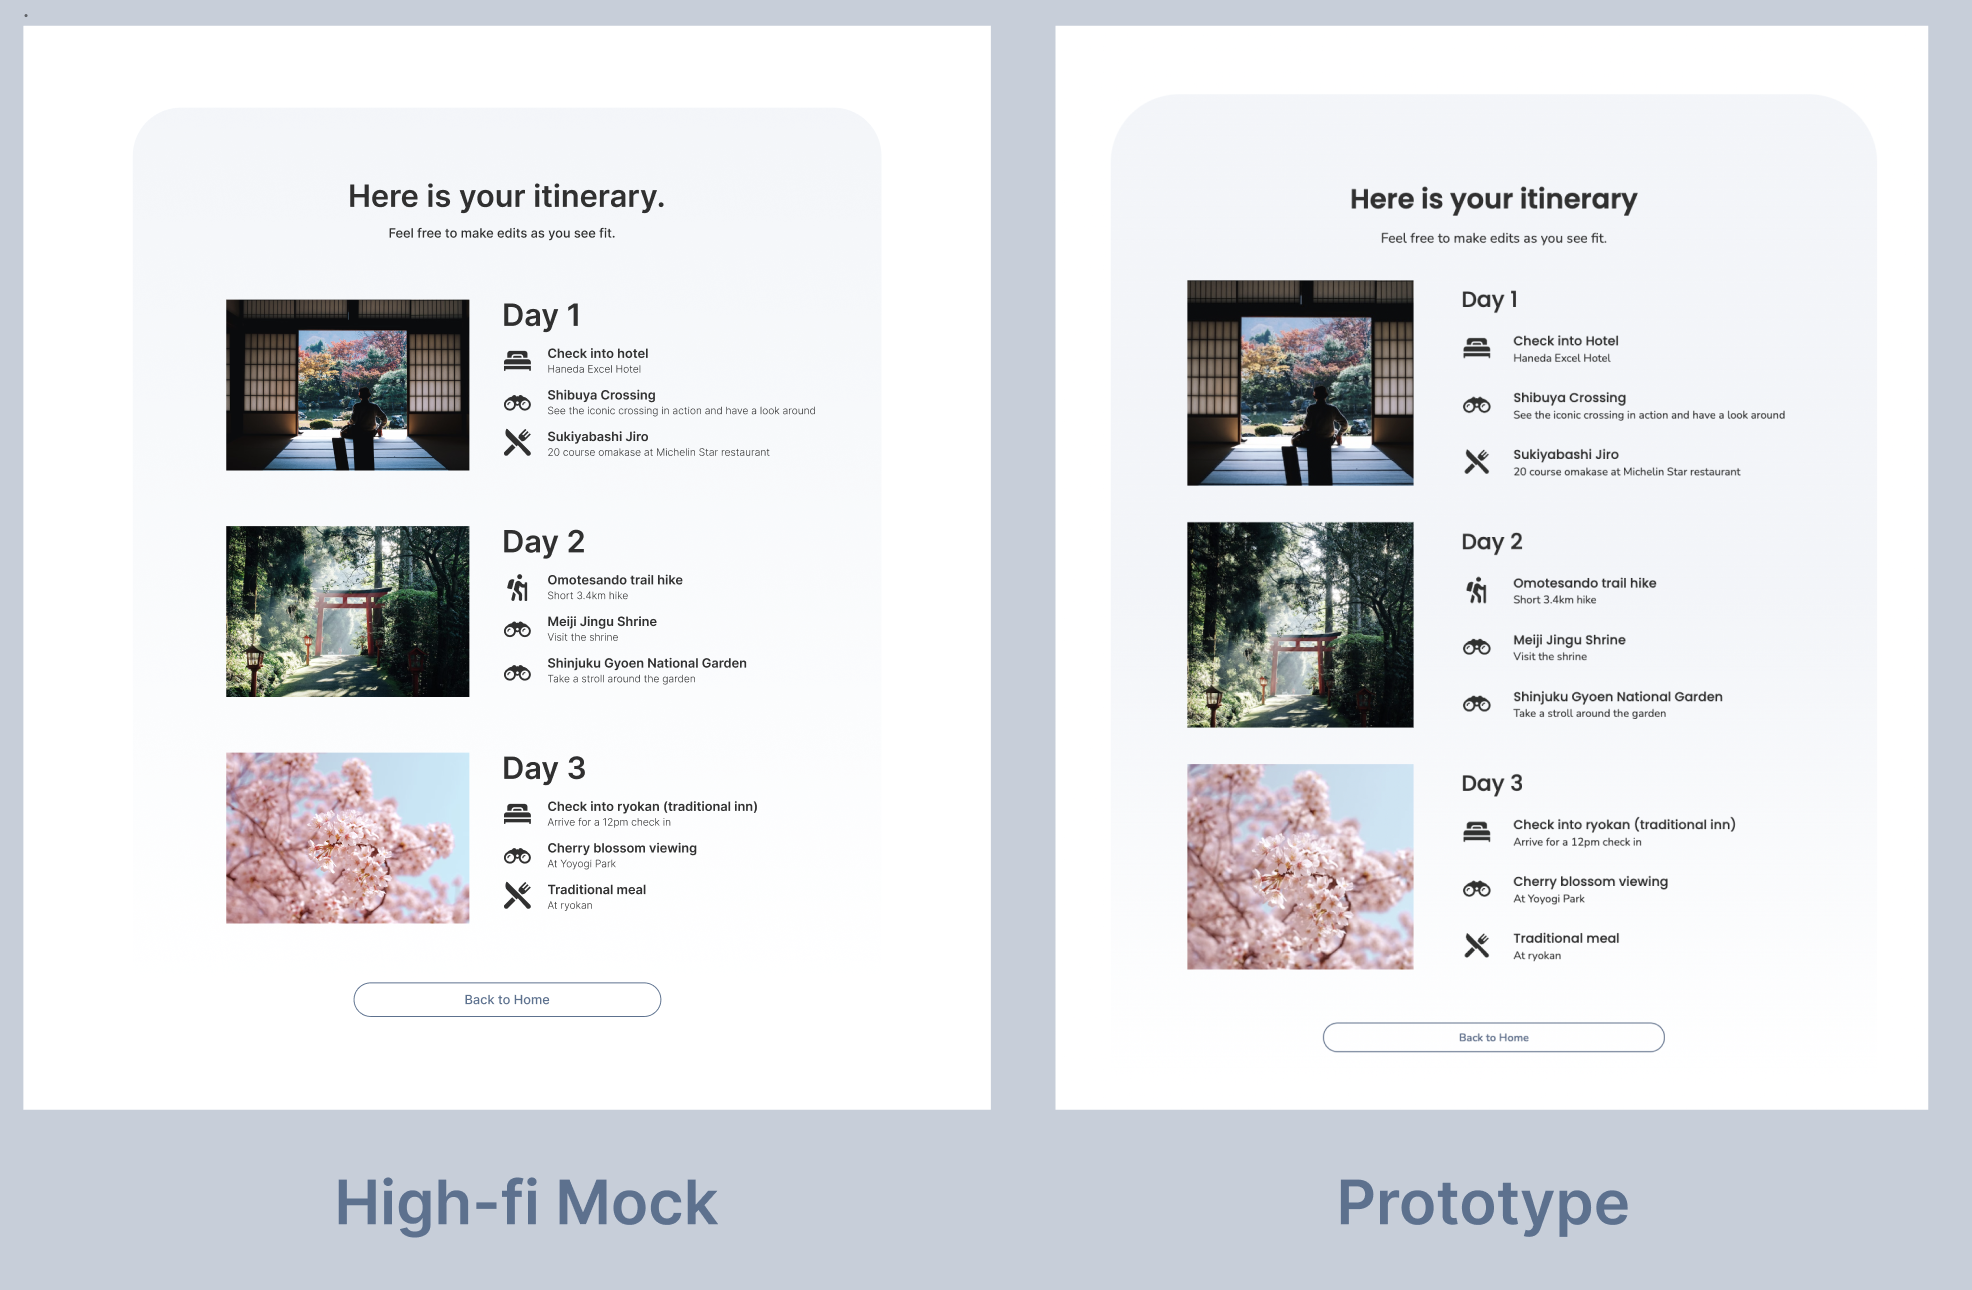 Here is your itinerary.
Feel free to make edits as you see fit.
Day 1
Check into hotel
Haneda Excel Hotel
Shibuya Crossing
See the iconic crossing in action and have a look around
Sukiyabashi Jiro
20 course omakase at Michelin Star restaurant
Day 2
Omotesando trail hike
Short 3.4km hike
Meiji Jingu Shrine
Visit the shrine
Shinjuku Gyoen National Garden
Take a stroll around the garden
Day 3
Check into ryokan (traditional inn)
Arrive for a 12pm check in
Cherry blossom viewing
At Yoyogi Park
Traditional meal
At ryokan
Back to Home
High-fi Mock
Here is your itinerary
Feel free to make edits as you see fit.
Day 1
Check into Hotel
Haneda Excel Hotel
Shibuya Crossing
See the iconic crossing in action and have a look around
Sukiyabashi Jiro
20 course omakase at Michelin Star restaurant
Day 2
Omotesando trail hike
Short 3.4km hike
Meiji Jingu Shrine
Visit the shrine
Shinjuku Gyoen National Garden
Take a stroll around the garden
Day 3
Check into ryokan (traditional inn)
Arrive for a 12pm check in
Cherry blossom viewing
At Yoyogi Park
Traditional meal
At ryokan
Back to Home
Prototype